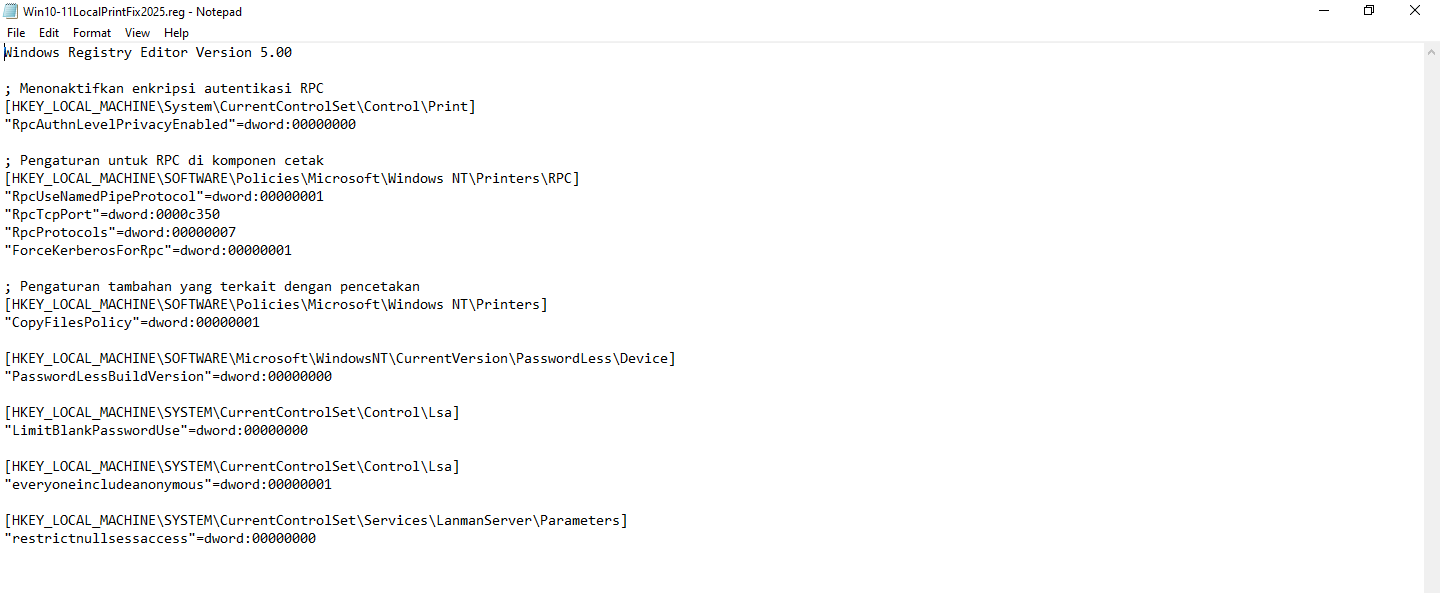 Win10-11LocalPrintFix2025.reg - Notepad
File Edit Format View Help
Windows Registry Editor Version 5.00
; Menonaktifkan enkripsi autentikasi RPC
[HKEY_LOCAL_MACHINE\System\CurrentControlSet\Control\Print]
"RpcAuthnLevelPrivacyEnabled"=dword:00000000
; Pengaturan untuk RPC di komponen cetak
[HKEY_LOCAL_MACHINE\SOFTWARE\Policies\Microsoft\Windows NT\Printers\RPC]
"RpcUseNamedPipeProtocol"=dword:00000001
"RpcTcpPort"=dword:0000c350
"RpcProtocols"=dword:00000007
"ForceKerberosForRpc"=dword:00000001
; Pengaturan tambahan yang terkait dengan pencetakan
[HKEY_LOCAL_MACHINE\SOFTWARE\Policies\Microsoft\Windows NT\Printers]
"CopyFilesPolicy"=dword:00000001
[HKEY_LOCAL_MACHINE\SOFTWARE\Microsoft\WindowsNT\CurrentVersion\PasswordLess\Device]
"PasswordLessBuildVersion"=dword:00000000
[HKEY_LOCAL_MACHINE\SYSTEM\CurrentControlSet\Control\Lsa]
"LimitBlankPasswordUse"=dword:00000000
[HKEY_LOCAL_MACHINE\SYSTEM\CurrentControlSet\Control\Lsa]
"everyoneincludeanonymous"=dword:00000001
[HKEY_LOCAL_MACHINE\SYSTEM\CurrentControlSet\Services\LanmanServer\Parameters]
"restrictnullsessaccess"=dword:00000000